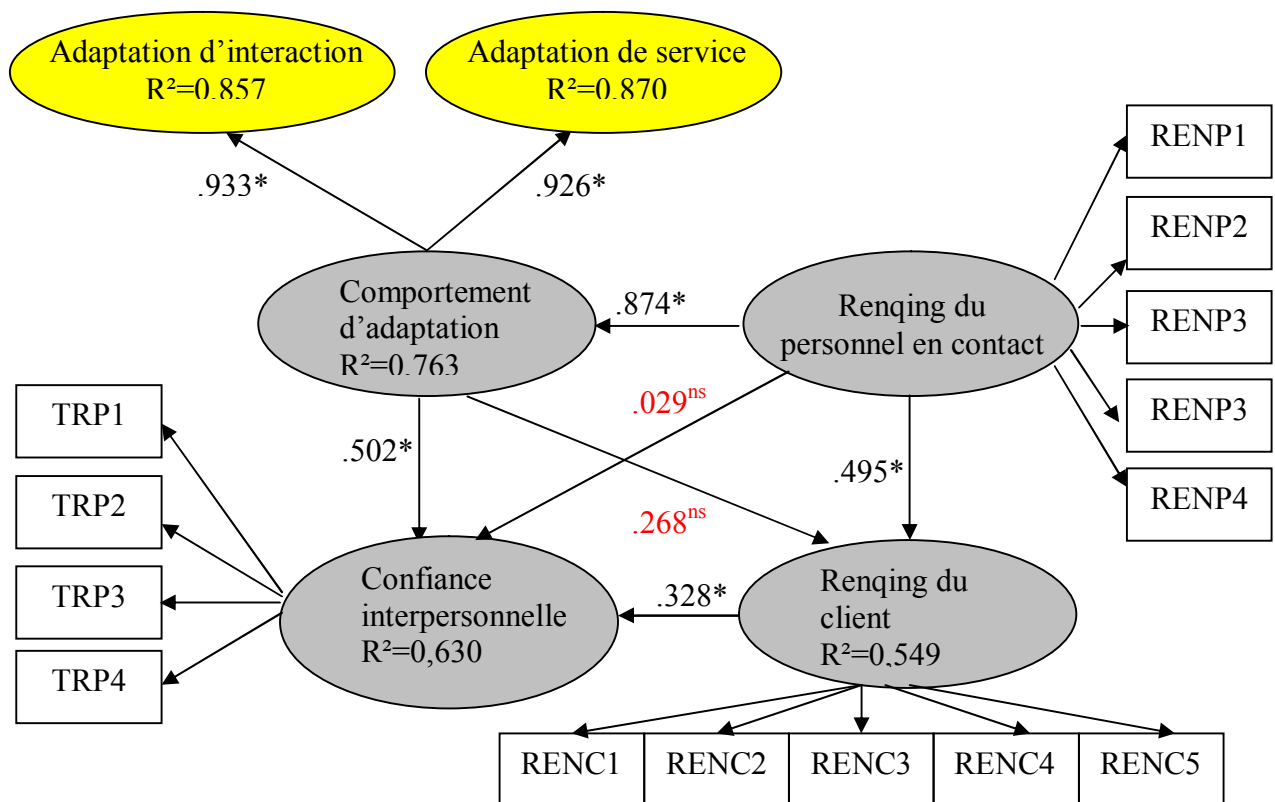 Adaptation d’interaction
R²=0.857
Adaptation de service
R²=0.870
RENP1
.933*
.926*
RENP2
Comportement
d’adaptation
R²=0.763
.874*
Renqing du
personnel en contact
RENP3
TRP1
.029ns
RENP3
.502*
.495*
RENP4
TRP2
.268ns
Confiance
interpersonnelle
R²=0,630
.328*
Renqing du
client
R²=0,549
TRP3
TRP4
RENC1
RENC2
RENC3
RENC4
RENC5